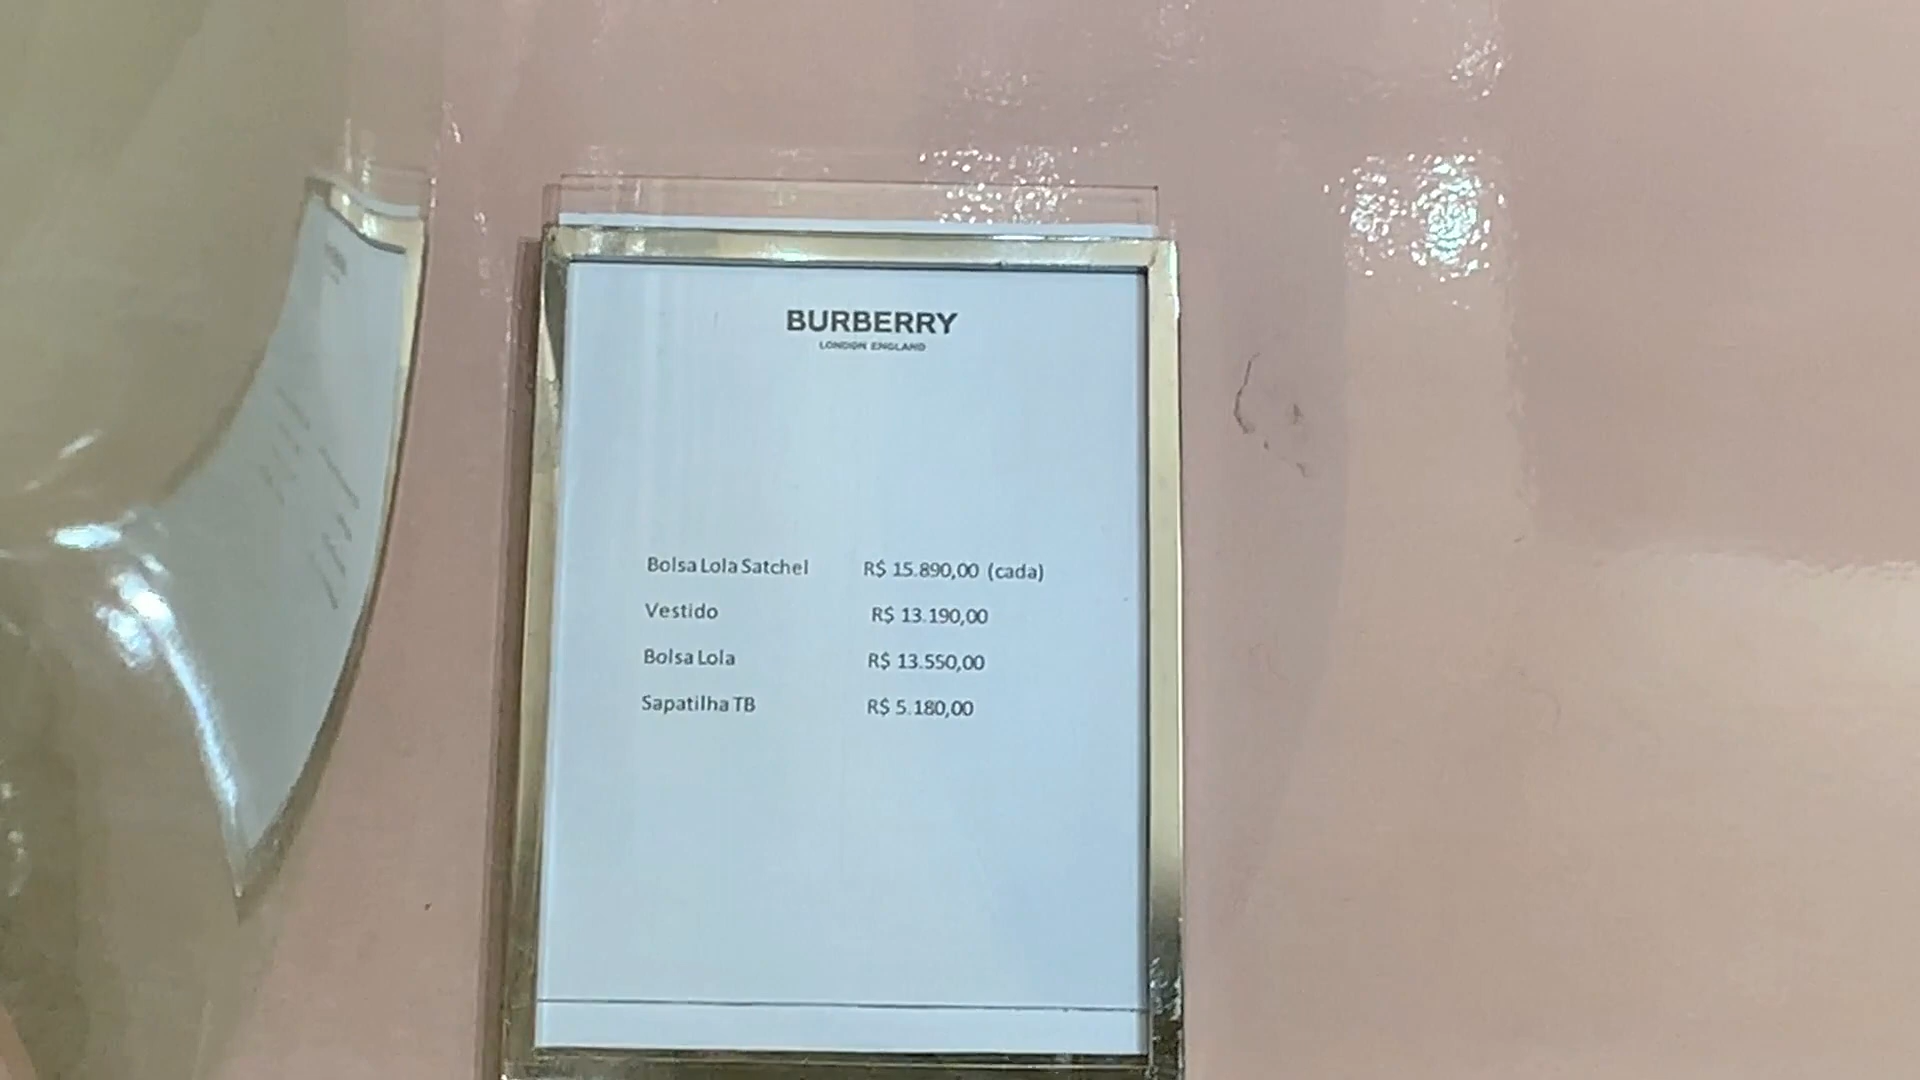 BURBERRY
LONDON ENGLAND
Bolsa Lola Satchel R$ 15.890,00 (cada)
Vestido R$ 13.190,00
Bolsa Lola R$ 13.550,00
Sapatilha TB R$ 5.180,00